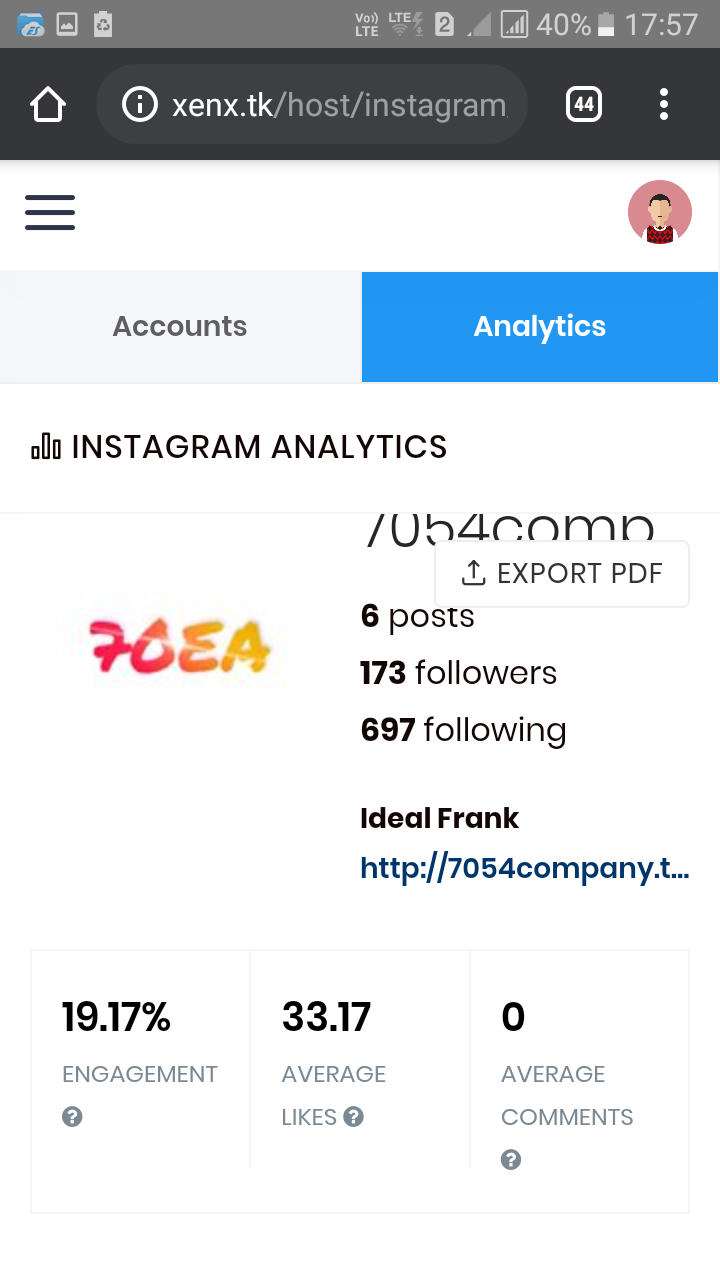 Vo))
LTE
LTE
2
40%
17:57
xenx.tk/host/instagram
44
Accounts
Analytics
INSTAGRAM ANALYTICS
7054comp
EXPORT PDF
6 posts
173 followers
697 following
70EA
Ideal Frank
http://7054company.t...
19.17%
ENGAGEMENT
?
33.17
AVERAGE
LIKES ?
0
AVERAGE
COMMENTS
?